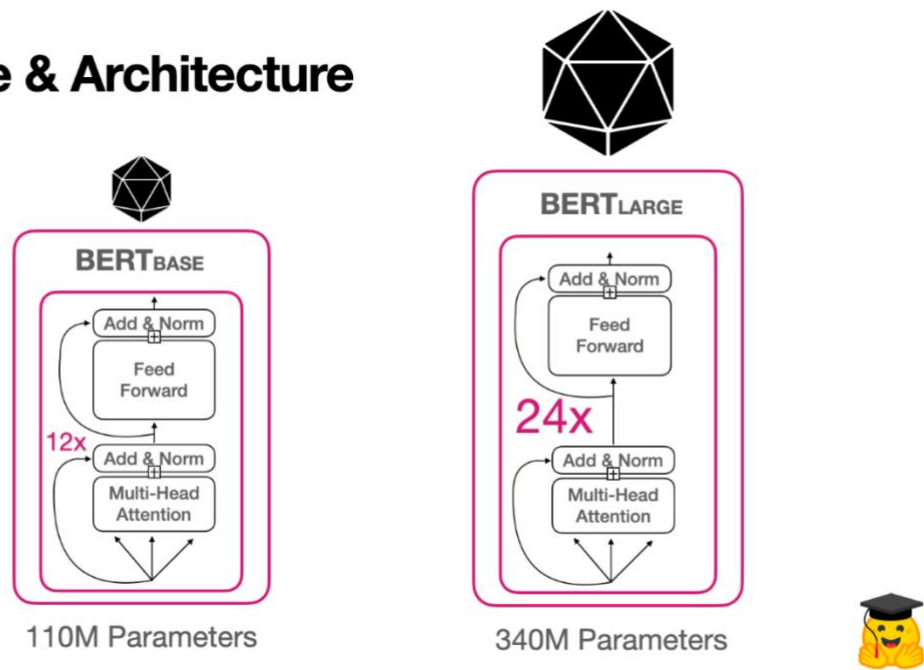 e & Architecture
BERTBASE
Add & Norm
Feed
Forward
12x
Add & Norm
Multi-Head
Attention
110M Parameters
BERTLARGE
Add & Norm
Feed
Forward
24x
Add & Norm
Multi-Head
Attention
340M Parameters